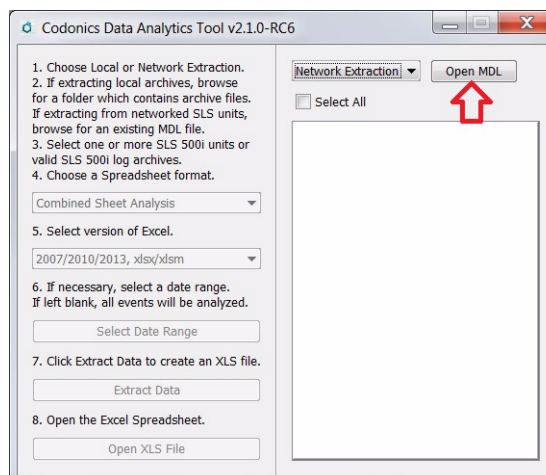 Codonics Data Analytics Tool v2.1.0-RC6
1. Choose Local or Network Extraction.
2. If extracting local archives, browse
for a folder which contains archive files.
If extracting from networked SLS units,
browse for an existing MDL file.
3. Select one or more SLS 500i units or
valid SLS 500i log archives.
4. Choose a Spreadsheet format.
Combined Sheet Analysis
5. Select version of Excel.
2007/2010/2013, xlsx/xlsm
6. If necessary, select a date range.
If left blank, all events will be analyzed.
Select Date Range
7. Click Extract Data to create an XLS file.
Extract Data
8. Open the Excel Spreadsheet.
Open XLS File
Network Extraction
Open MDL
Select All